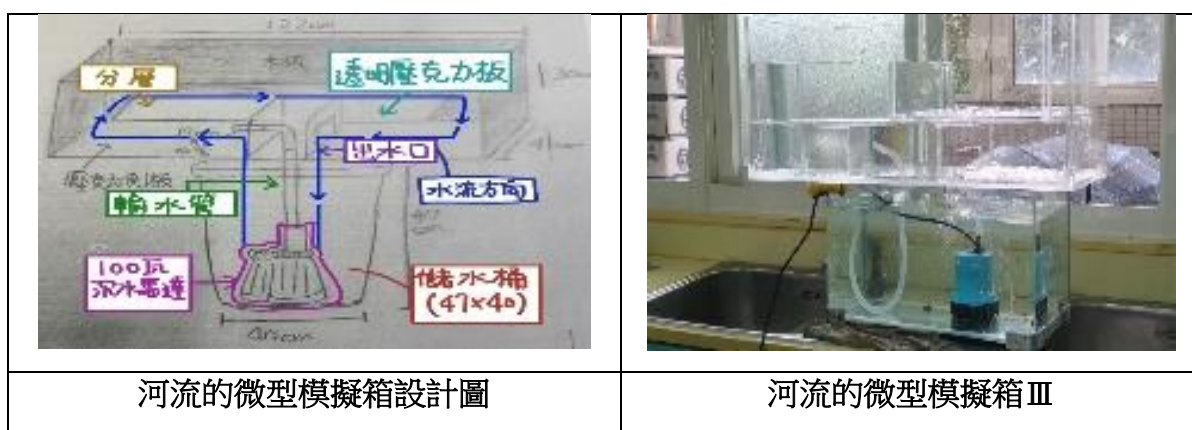 分層
透明壓克力板
出水口
輸水管
水流方向
100瓦
沉水馬達
儲水桶
(47×40)
河流的微型模擬箱設計圖
河流的微型模擬箱Ⅲ